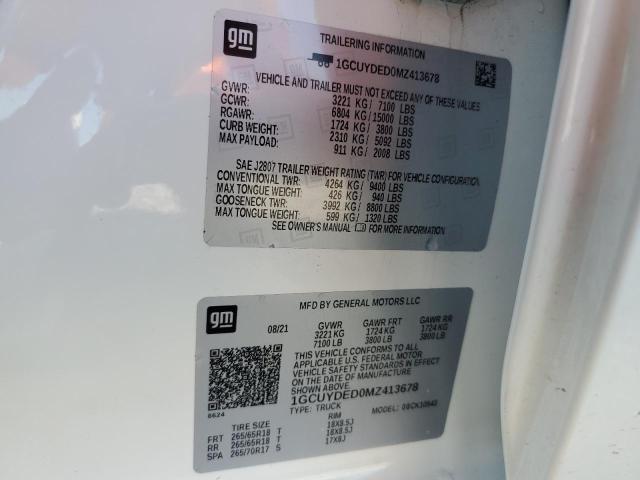 gm
TRAILERING INFORMATION
1GCUYDED0MZ413678
VEHICLE AND TRAILER MUST NOT EXCEED ANY OF THESE WEIGHTS
GVWR: 3221 KG / 7100 LBS
GCWR: 6804 KG / 15000 LBS
RGAWR: 1724 KG / 3800 LBS
CURB WEIGHT: 2310 KG / 5092 LBS
MAX PAYLOAD: 911 KG / 2008 LBS
SAE J2807 TRAILER WEIGHT RATING (TWR) FOR VEHICLE CONFIGURATION
CONVENTIONAL TWR: 4264 KG / 9400 LBS
MAX TONGUE WEIGHT: 426 KG / 940 LBS
GOOSENECK TWR: 3992 KG / 8800 LBS
MAX TONGUE WEIGHT: 599 KG / 1320 LBS
SEE OWNER'S MANUAL FOR MORE INFORMATION
gm
MFD BY GENERAL MOTORS LLC
08/21 GVWR GAWR FRT GAWR RR
3221 KG 1724 KG 1724 KG
7100 LB 3800 LB 3800 LB
THIS VEHICLE CONFORMS TO ALL
APPLICABLE U.S. FEDERAL MOTOR
VEHICLE SAFETY STANDARDS IN EFFECT
ON THE DATE OF MANUFACTURE
SHOWN ABOVE.
1GCUYDED0MZ413678
TYPE: TRUCK MODEL:
6624
TIRE SIZE RIM
FRT 265/65R18 T 18X8.5J
RR 265/65R18 T 18X8.5J
SPA 265/70R17 S 17X8J